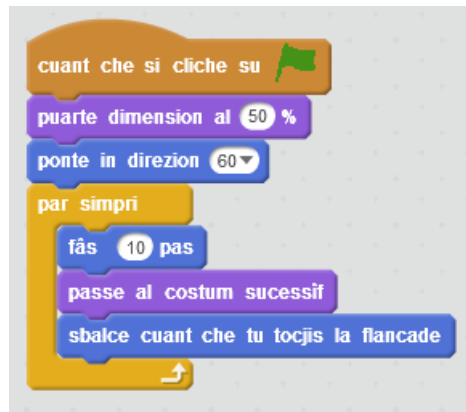 cuant che si cliche su
puarte dimension al 50 %
ponte in direzion 60
par simpri
fâs 10 pas
passe al costum sucessîf
sbalce cuant che tu tocjis la flancade